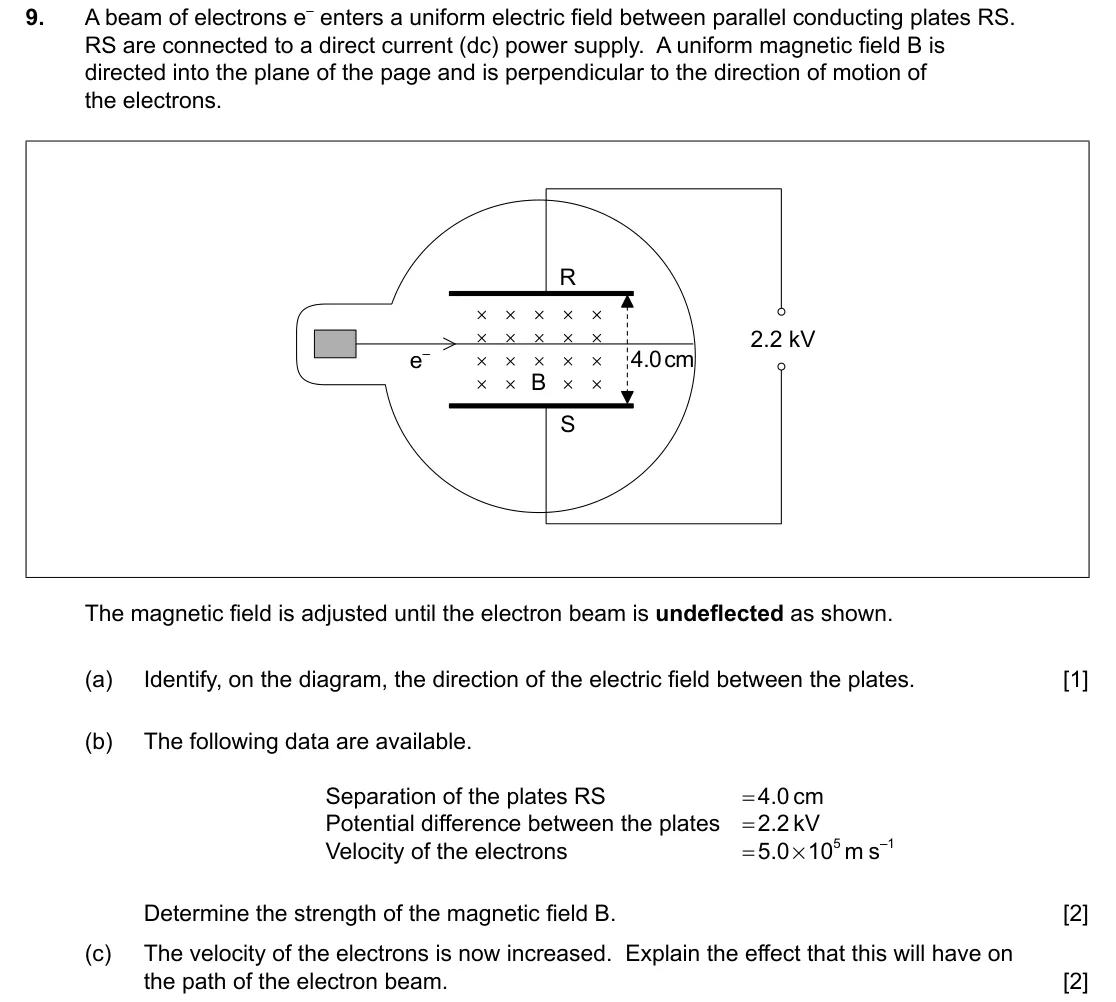 9. A beam of electrons e⁻ enters a uniform electric field between parallel conducting plates RS.
RS are connected to a direct current (dc) power supply. A uniform magnetic field B is
directed into the plane of the page and is perpendicular to the direction of motion of
the electrons.
R
× × × × ×
× × × × ×
2.2 kV
e⁻
× × × × ×
4.0 cm
× × B × ×
S
The magnetic field is adjusted until the electron beam is undeflected as shown.
(a) Identify, on the diagram, the direction of the electric field between the plates. [1]
(b) The following data are available.
Separation of the plates RS = 4.0 cm
Potential difference between the plates = 2.2 kV
Velocity of the electrons = 5.0×10⁵ m s⁻¹
Determine the strength of the magnetic field B. [2]
(c) The velocity of the electrons is now increased. Explain the effect that this will have on
the path of the electron beam. [2]